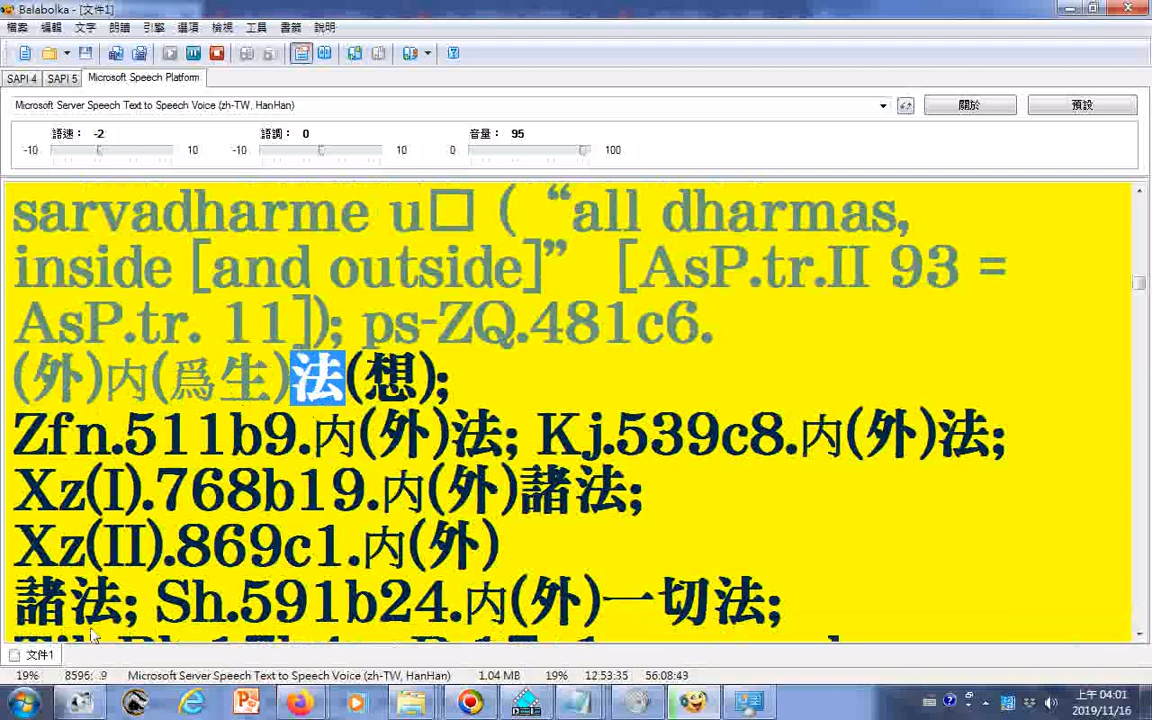 Balabolka - [文件1]
檔案 編輯 文字 朗讀 引擎 選項 檢視 工具 書籤 說明
SAPI 4 SAPI 5 Microsoft Speech Platform
Microsoft Server Speech Text to Speech Voice (zh-TW, HanHan) 關於 預設
語速： -2 語調： 0 音量： 95
-10 10 -10 10 0 100
sarvadharme u□ (“all dharmas,
inside [and outside]” [AsP.tr.II 93 =
AsP.tr. 11]); ps-ZQ.481c6.
(外)内(爲生)法(想);
Zfn.511b9.内(外)法; Kj.539c8.内(外)法;
Xz(I).768b19.内(外)諸法;
Xz(II).869c1.内(外)
諸法; Sh.591b24.内(外)一切法;
文件1
19% Microsoft Server Speech Text to Speech Voice (zh-TW, HanHan) 1.04 MB 19% 12:53:35 56:08:49
上午 04:01
2019/11/16